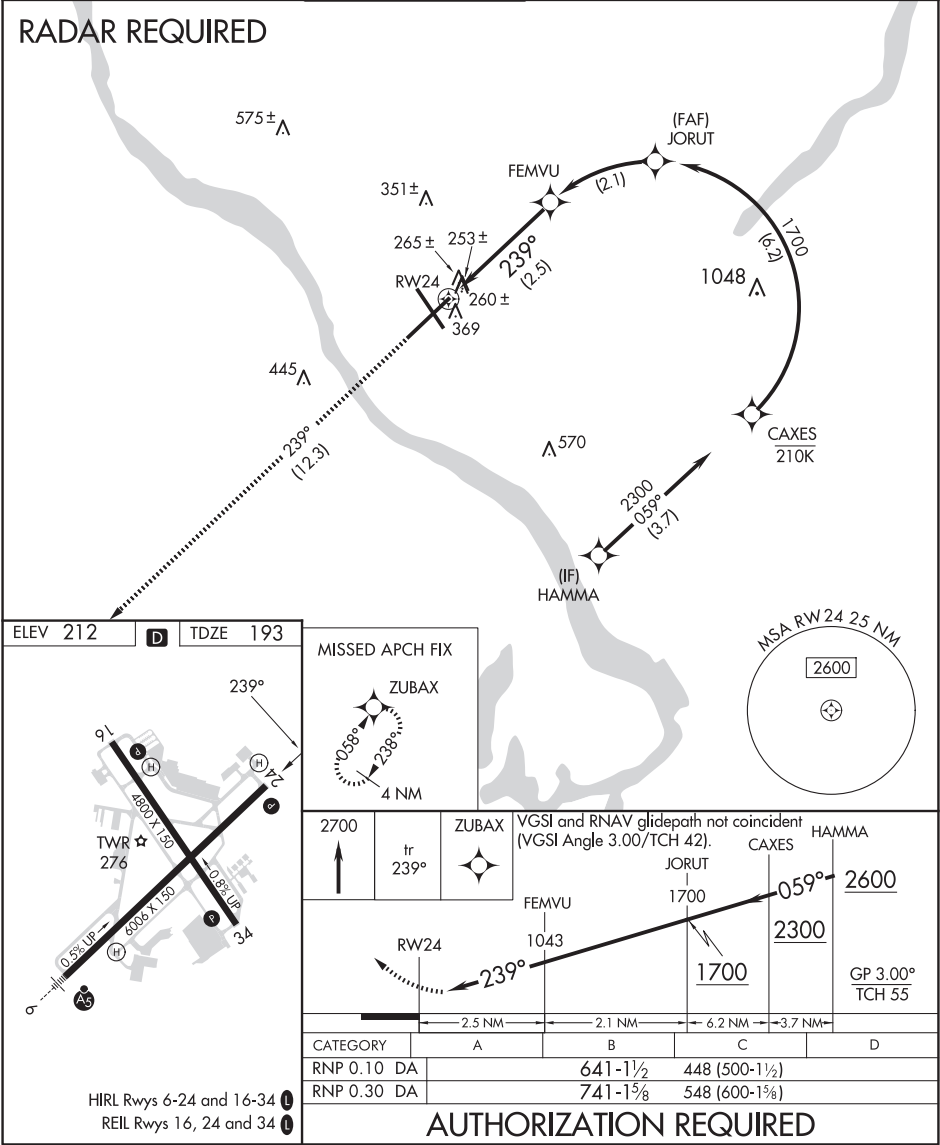 RADAR REQUIRED
575 ±
(FAF)
JORUT
FEMVU
(2.1)
351 ±
1700
(6.2)
265 ±
253 ±
239°
(2.5)
RW24
260 ±
1048
369
445
CAXES
210K
239°
(12.3)
570
2300
059°
(3.7)
(IF)
HAMMA
ELEV 212
D
TDZE 193
239°
16
P
H
H
24
4800 X 150
P
TWR
276
0.8% UP
6006 X 150
P
34
0.5% UP
H
A5
6
HIRL Rwys 6-24 and 16-34 L
REIL Rwys 16, 24 and 34 L
MISSED APCH FIX
ZUBAX
058°
238°
4 NM
MSA RW24 25 NM
2600
2700
tr
239°
ZUBAX
VGSI and RNAV glidepath not coincident
(VGSI Angle 3.00/TCH 42).
HAMMA
CAXES
JORUT
059°
2600
1700
FEMVU
2300
1043
RW24
239°
1700
GP 3.00°
TCH 55
2.5 NM
2.1 NM
6.2 NM
3.7 NM
CATEGORY A B C D
RNP 0.10 DA 641-1½ 448 (500-1½)
RNP 0.30 DA 741-1⅝ 548 (600-1⅝)
AUTHORIZATION REQUIRED